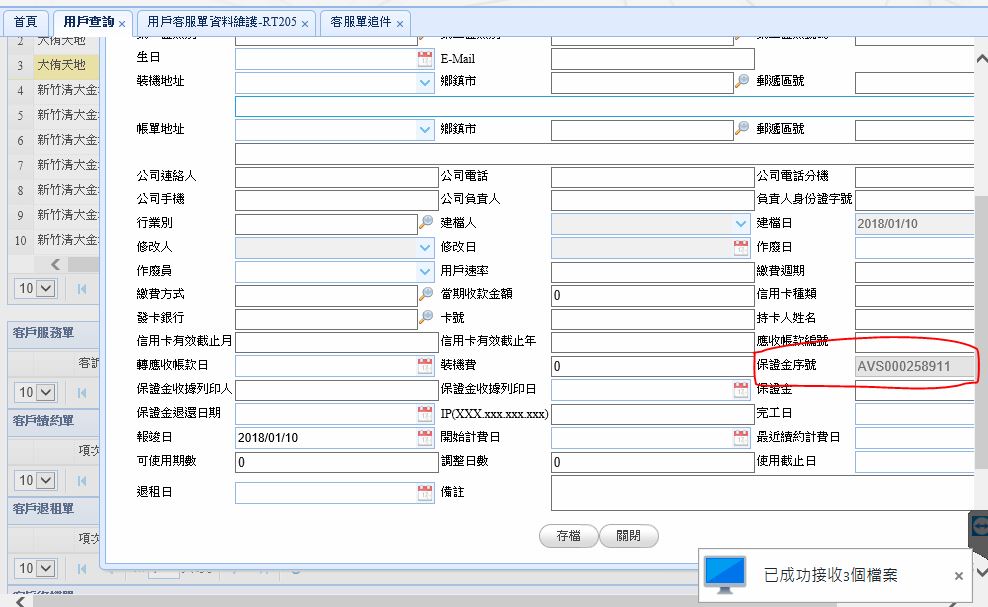 首頁 用戶查詢 × 用戶客服單資料維護-RT205 × 客服單追件 ×
2 大侑天地
3 大侑天地
4 新竹清大金
5 新竹清大金
6 新竹清大金
7 新竹清大金
8 新竹清大金
9 新竹清大金
10 新竹清大金
10
客戶服務單
客訴
10
客戶續約單
項次
10
客戶退租單
項次
10
生日 E-Mail
裝機地址 鄉鎮市 郵遞區號
帳單地址 鄉鎮市 郵遞區號
公司連絡人 公司電話 公司電話分機
公司手機 公司負責人 負責人身份證字號
行業別 建檔人 建檔日 2018/01/10
修改人 修改日 作廢日
作廢員 用戶速率 繳費週期
繳費方式 當期收款金額 0 信用卡種類
發卡銀行 卡號 持卡人姓名
信用卡有效截止月 信用卡有效截止年 應收帳款編號
轉應收帳款日 裝機費 0 保證金序號 AVS000258911
保證金收據列印人 保證金收據列印日 保證金
保證金退還日期 IP(XXX.xxx.xxx.xxx) 完工日
報竣日 2018/01/10 開始計費日 最近續約計費日
可使用期數 0 調整日數 0 使用截止日
退租日 備註
存檔 關閉
已成功接收3個檔案 ×